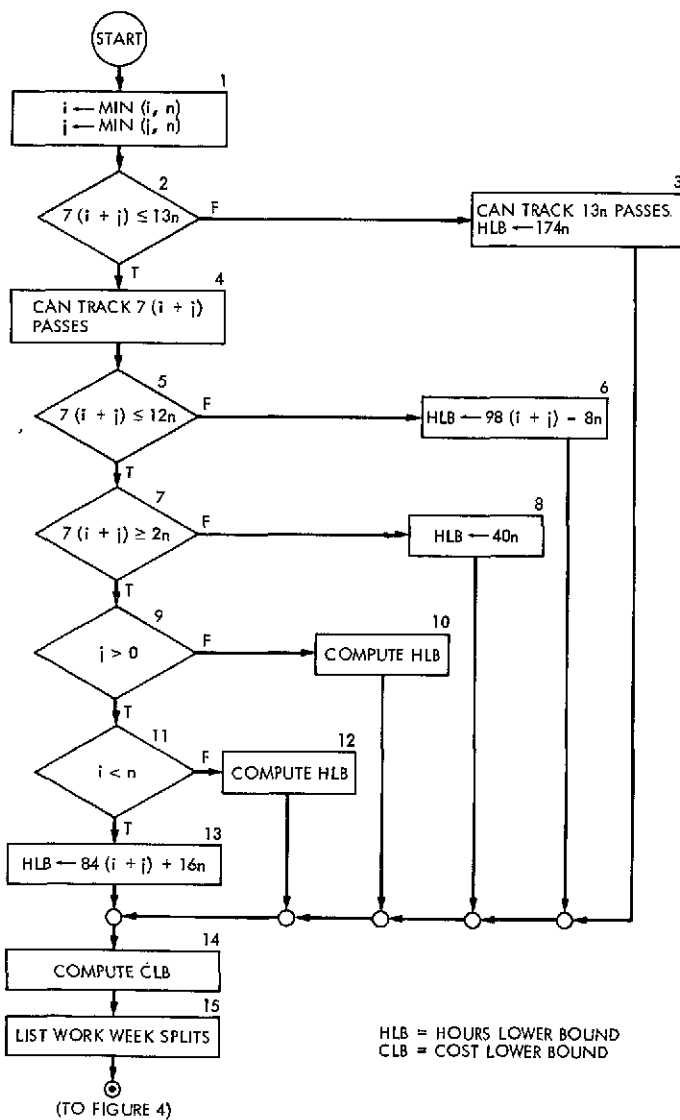 START
1
i ← MIN (i, n)
j ← MIN (j, n)
2
7 (i + j) ≤ 13n
F
T
3
CAN TRACK 13n PASSES.
HLB ← 174n
4
CAN TRACK 7 (i + j)
PASSES
5
7 (i + j) ≤ 12n
F
T
6
HLB ← 98 (i + j) - 8n
7
7 (i + j) ≥ 2n
F
T
8
HLB ← 40n
9
j > 0
F
T
10
COMPUTE HLB
11
i < n
F
T
12
COMPUTE HLB
13
HLB ← 84 (i + j) + 16n
14
COMPUTE CLB
15
LIST WORK WEEK SPLITS
(TO FIGURE 4)
HLB = HOURS LOWER BOUND
CLB = COST LOWER BOUND